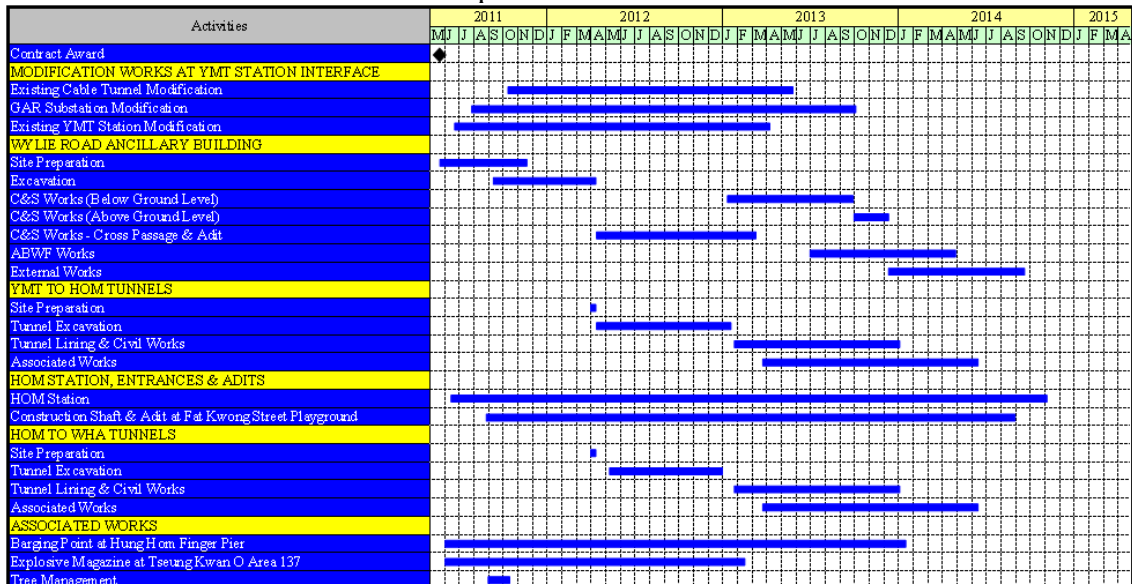 Activities
2011 2012 2013 2014 2015
M J J A S O N D J F M A M J J A S O N D J F M A M J J A S O N D J F M A M J J A S O N D J F M A
Contract Award
MODIFICATION WORKS AT YMT STATION INTERFACE
Existing Cable Tunnel Modification
GAR Substation Modification
Existing YMT Station Modification
WYLIE ROAD ANCILLARY BUILDING
Site Preparation
Excavation
C&S Works (Below Ground Level)
C&S Works (Above Ground Level)
C&S Works - Cross Passage & Adit
ABWF Works
External Works
YMT TO HOM TUNNELS
Site Preparation
Tunnel Excavation
Tunnel Lining & Civil Works
Associated Works
HOM STATION, ENTRANCES & ADITS
HOM Station
Construction Shaft & Adit at Fat Kwong Street Playground
HOM TO WHA TUNNELS
Site Preparation
Tunnel Excavation
Tunnel Lining & Civil Works
Associated Works
ASSOCIATED WORKS
Barging Point at Hung Hom Finger Pier
Explosive Magazine at Tseung Kwan O Area 137
Tree Management